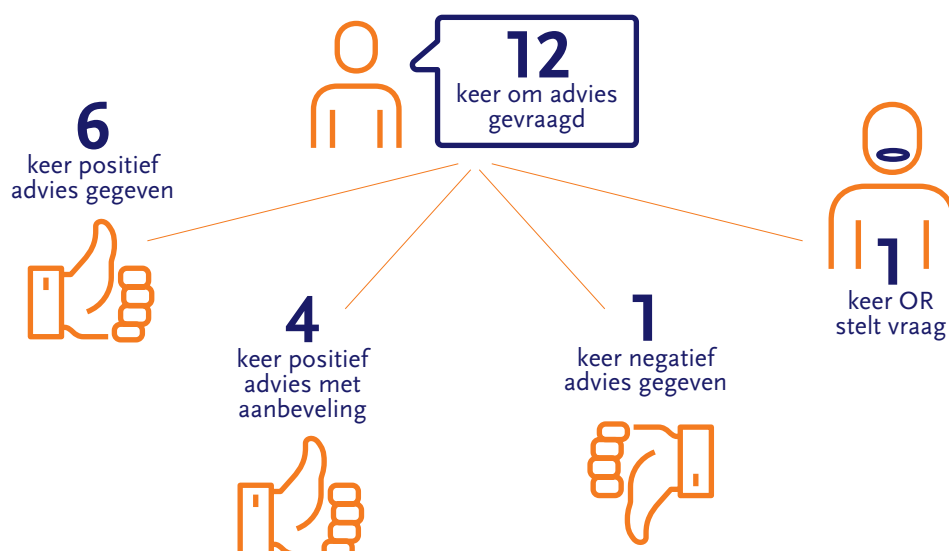 12
keer om advies
gevraagd
6
keer positief
advies gegeven
4
keer positief
advies met
aanbeveling
1
keer negatief
advies gegeven
1
keer OR
stelt vraag